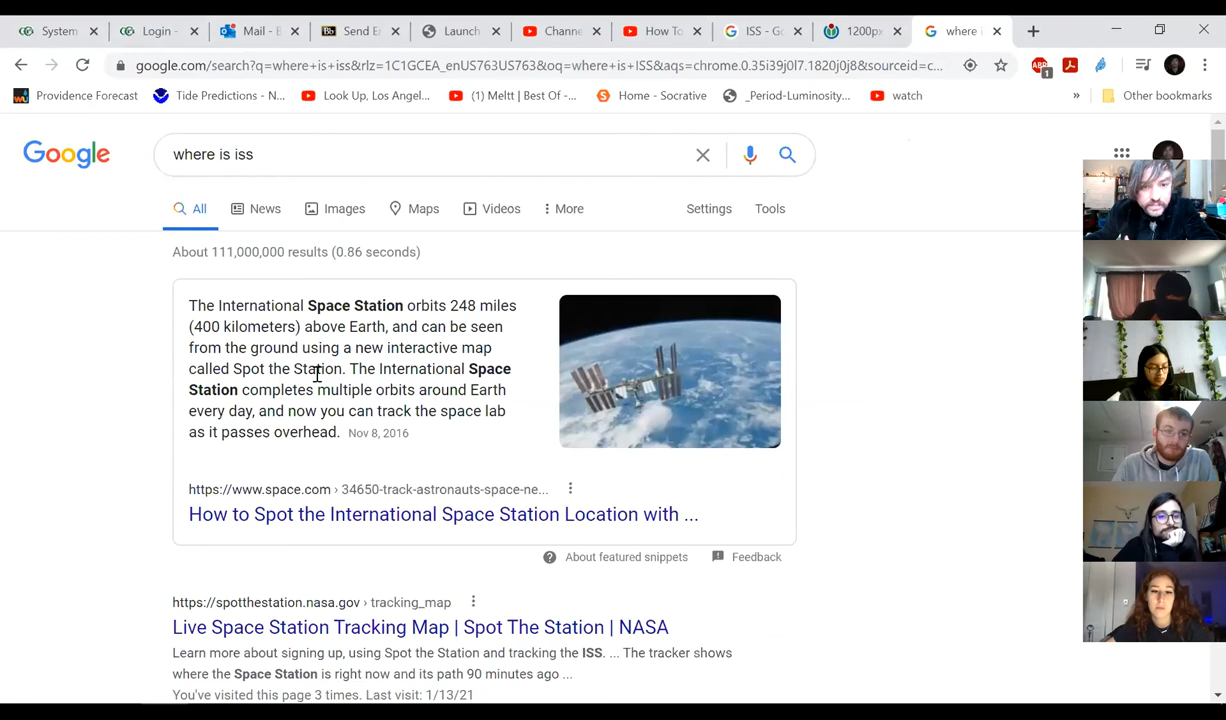 System
Login -
Mail - E
Bb Send E
Launch
Channe
How To
ISS - Go
1200px
where i
google.com/search?q=where+is+iss&rlz=1C1GCEA_enUS763US763&oq=where+is+ISS&aqs=chrome.0.35i39j0l7.1820j0j8&sourceid=c...
ABP
1
Providence Forecast
Tide Predictions - N...
Look Up, Los Angel...
(1) Meltt | Best Of -...
Home - Socrative
_Period-Luminosity...
watch
»
Other bookmarks
Google
where is iss
All
News
Images
Maps
Videos
More
Settings
Tools
About 111,000,000 results (0.86 seconds)
The International Space Station orbits 248 miles
(400 kilometers) above Earth, and can be seen
from the ground using a new interactive map
called Spot the Station. The International Space
Station completes multiple orbits around Earth
every day, and now you can track the space lab
as it passes overhead. Nov 8, 2016
https://www.space.com › 34650-track-astronauts-space-ne...
How to Spot the International Space Station Location with ...
About featured snippets
Feedback
https://spotthestation.nasa.gov › tracking_map
Live Space Station Tracking Map | Spot The Station | NASA
Learn more about signing up, using Spot the Station and tracking the ISS. ... The tracker shows
where the Space Station is right now and its path 90 minutes ago ...
You've visited this page 3 times. Last visit: 1/13/21